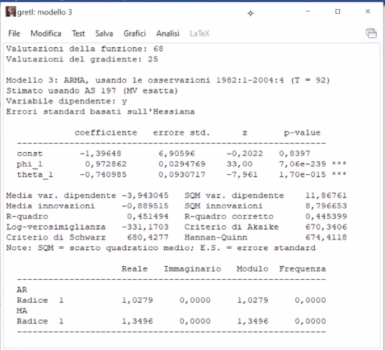 gretl: modello 3
File Modifica Test Salva Grafici Analisi LaTeX
Valutazioni della funzione: 68
Valutazioni del gradiente: 25
Modello 3: ARMA, usando le osservazioni 1982:1-2004:4 (T = 92)
Stimato usando AS 197 (MV esatta)
Variabile dipendente: y
Errori standard basati sull'Hessiana
coefficiente errore std. z p-value
const -1,39648 6,90596 -0,2022 0,8397
phi_1 0,972862 0,0294769 33,00 7,06e-239 ***
theta_1 -0,740985 0,0930717 -7,961 1,70e-015 ***
Media var. dipendente -3,943045 SQM var. dipendente 11,86761
Media innovazioni -0,889515 SQM innovazioni 8,796653
R-quadro 0,451494 R-quadro corretto 0,445399
Log-verosimiglianza -331,1703 Criterio di Akaike 670,3406
Criterio di Schwarz 680,4277 Hannan-Quinn 674,4118
Note: SQM = scarto quadratico medio; E.S. = errore standard
Reale Immaginario Modulo Frequenza
AR
Radice 1 1,0279 0,0000 1,0279 0,0000
MA
Radice 1 1,3496 0,0000 1,3496 0,0000